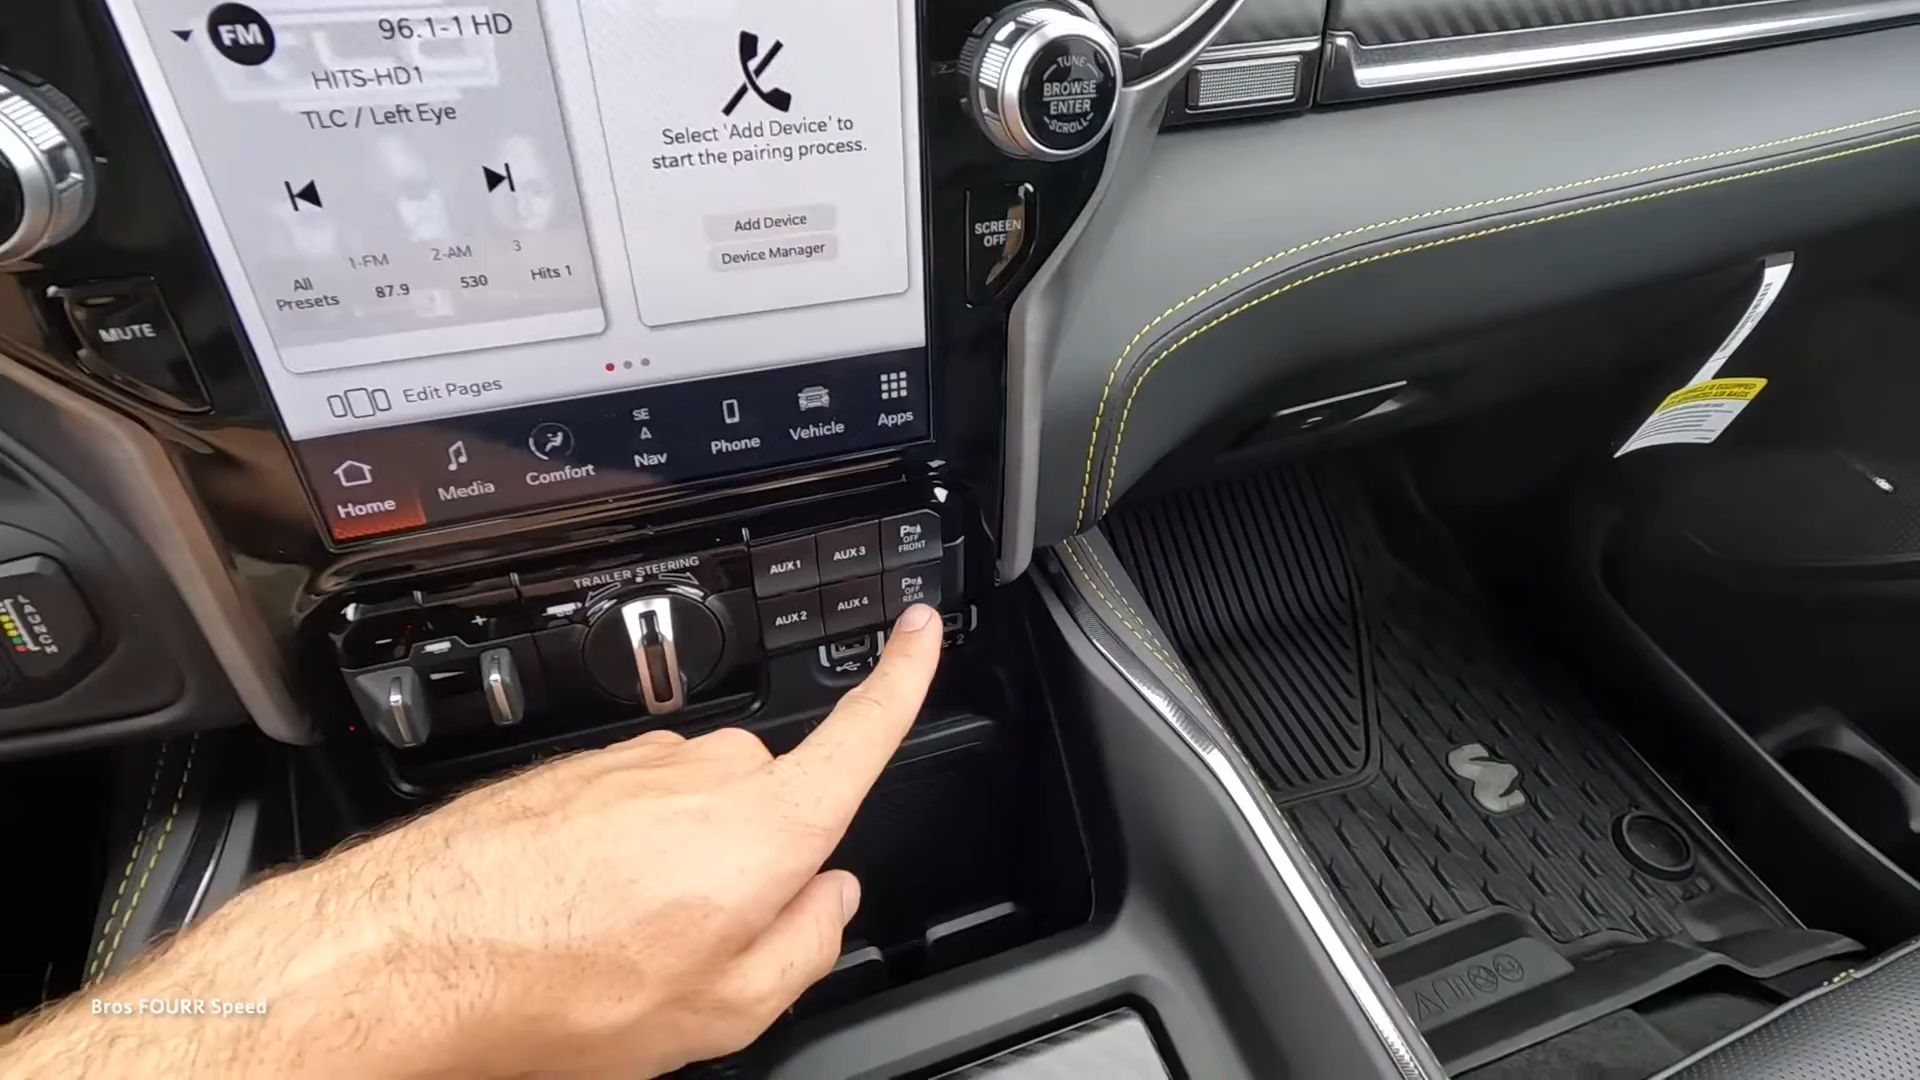 FM
96.1-1 HD
HITS-HD1
TLC / Left Eye
All
Presets
1-FM
87.9
2-AM
530
3
Hits 1
Select 'Add Device' to
start the pairing process.
Add Device
Device Manager
Edit Pages
Home
Media
Comfort
SE
Nav
Phone
Vehicle
Apps
TUNE
BROWSE
ENTER
SCROLL
SCREEN
OFF
MUTE
LAUNCH
TRAILER STEERING
- +
AUX 1
AUX 3
P
OFF
FRONT
AUX 2
AUX 4
P
OFF
REAR
1
2
Bros FOURR Speed